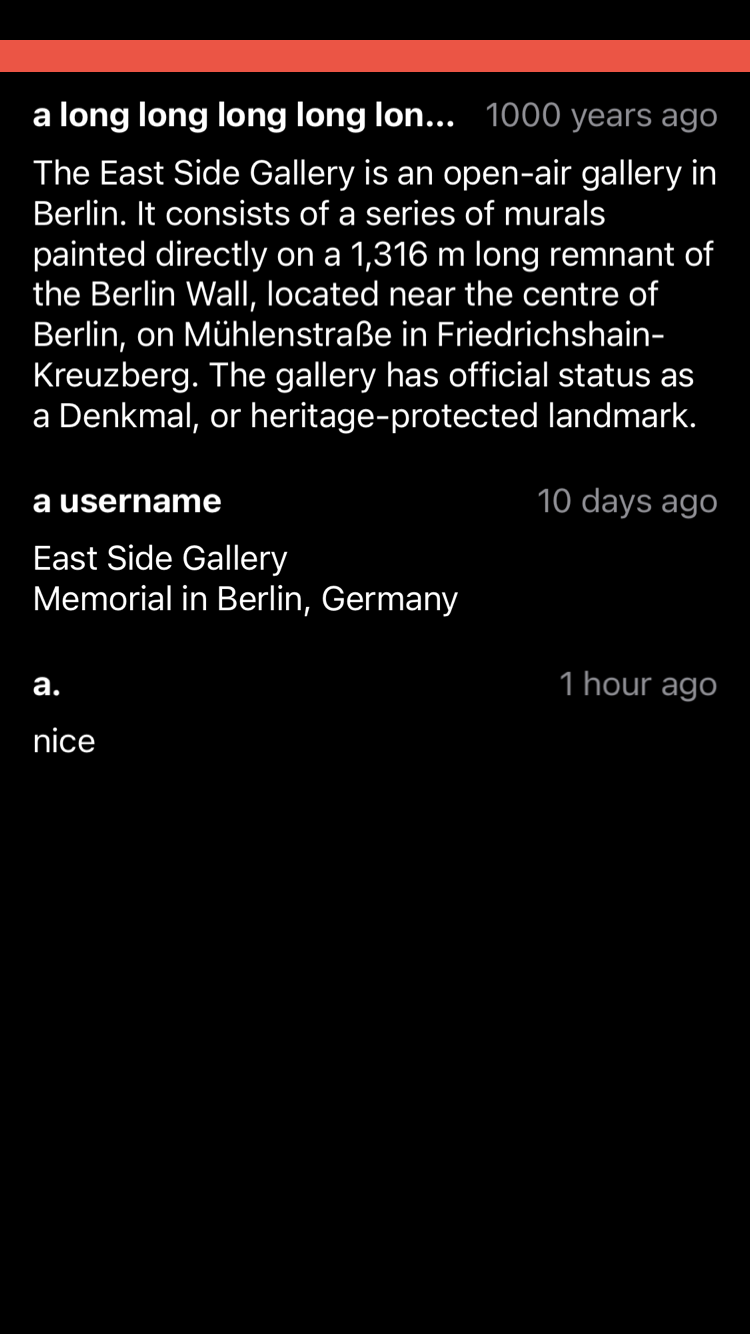 a long long long long lon... 1000 years ago
The East Side Gallery is an open-air gallery in
Berlin. It consists of a series of murals
painted directly on a 1,316 m long remnant of
the Berlin Wall, located near the centre of
Berlin, on Mühlenstraße in Friedrichshain-
Kreuzberg. The gallery has official status as
a Denkmal, or heritage-protected landmark.
a username 10 days ago
East Side Gallery
Memorial in Berlin, Germany
a. 1 hour ago
nice